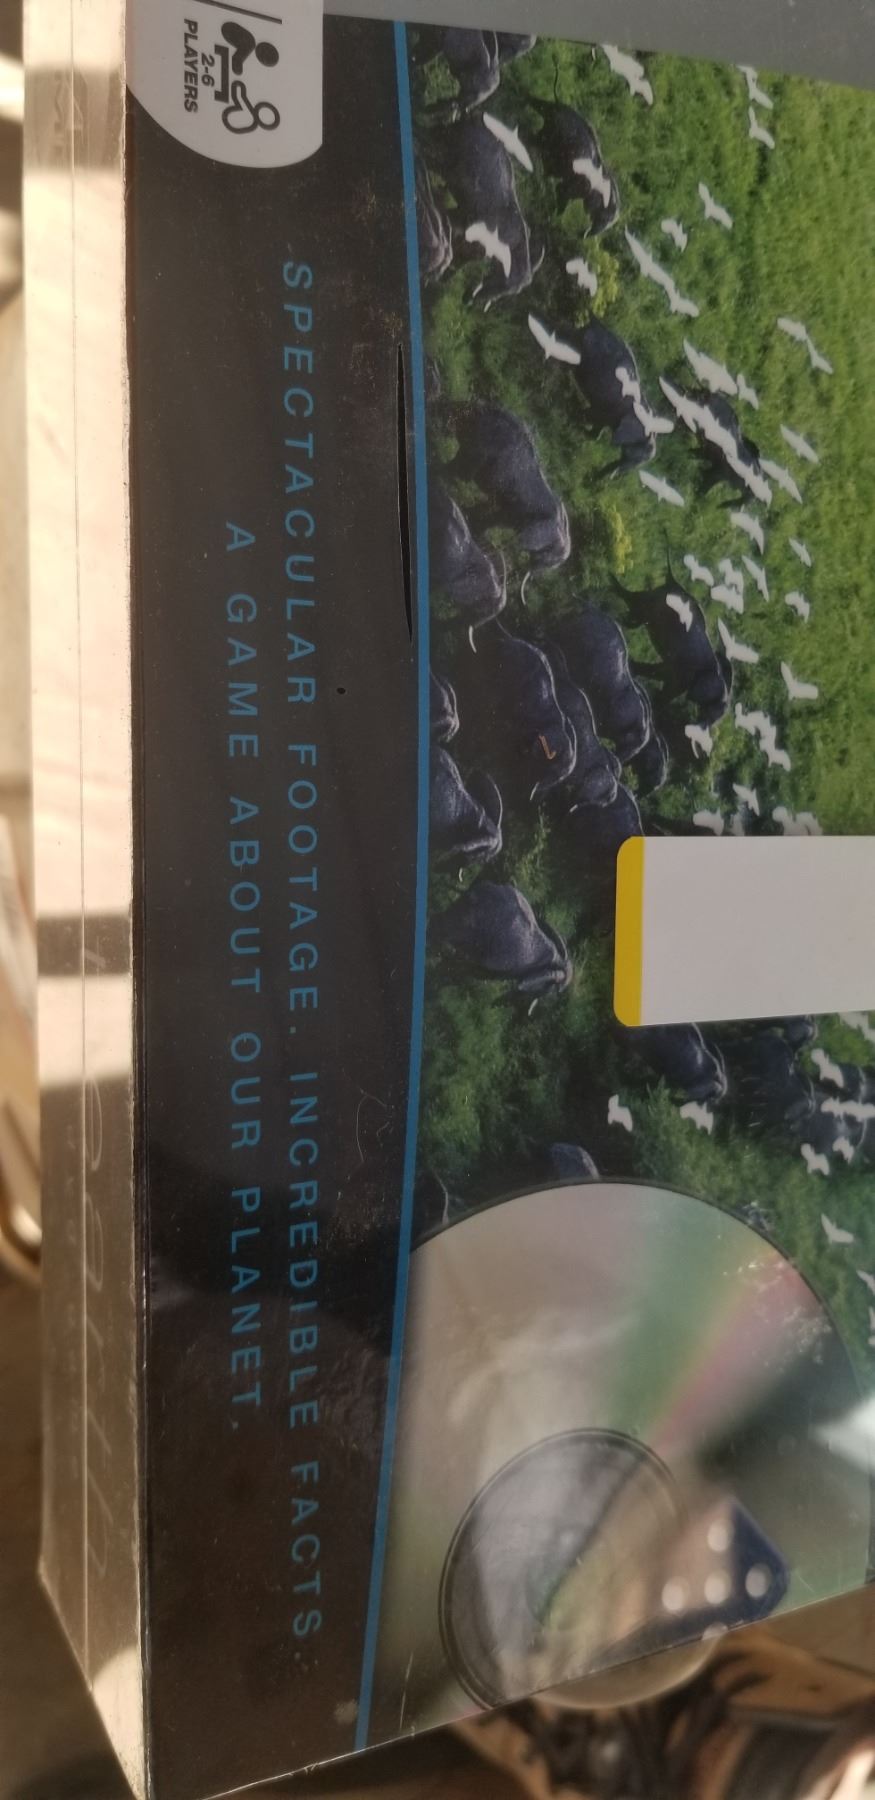 2-6
PLAYERS
SPECTACULAR FOOTAGE. INCREDIBLE FACTS.
A GAME ABOUT OUR PLANET.